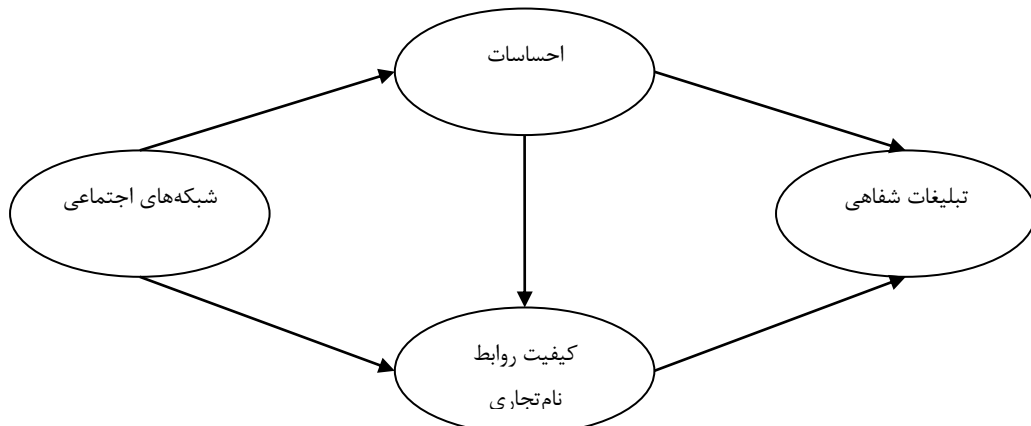 احساسات
شبکه‌های اجتماعی
تبلیغات شفاهی
کیفیت روابط
نام‌تجاری